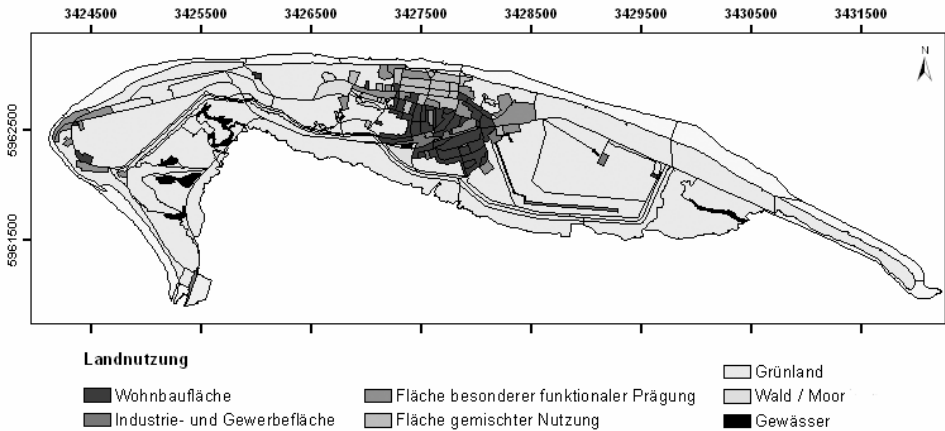 3424500 3425500 3426500 3427500 3428500 3429500 3430500 3431500
N
5962500
5961500
Landnutzung
Wohnbaufläche
Industrie- und Gewerbefläche
Fläche besonderer funktionaler Prägung
Fläche gemischter Nutzung
Grünland
Wald / Moor
Gewässer